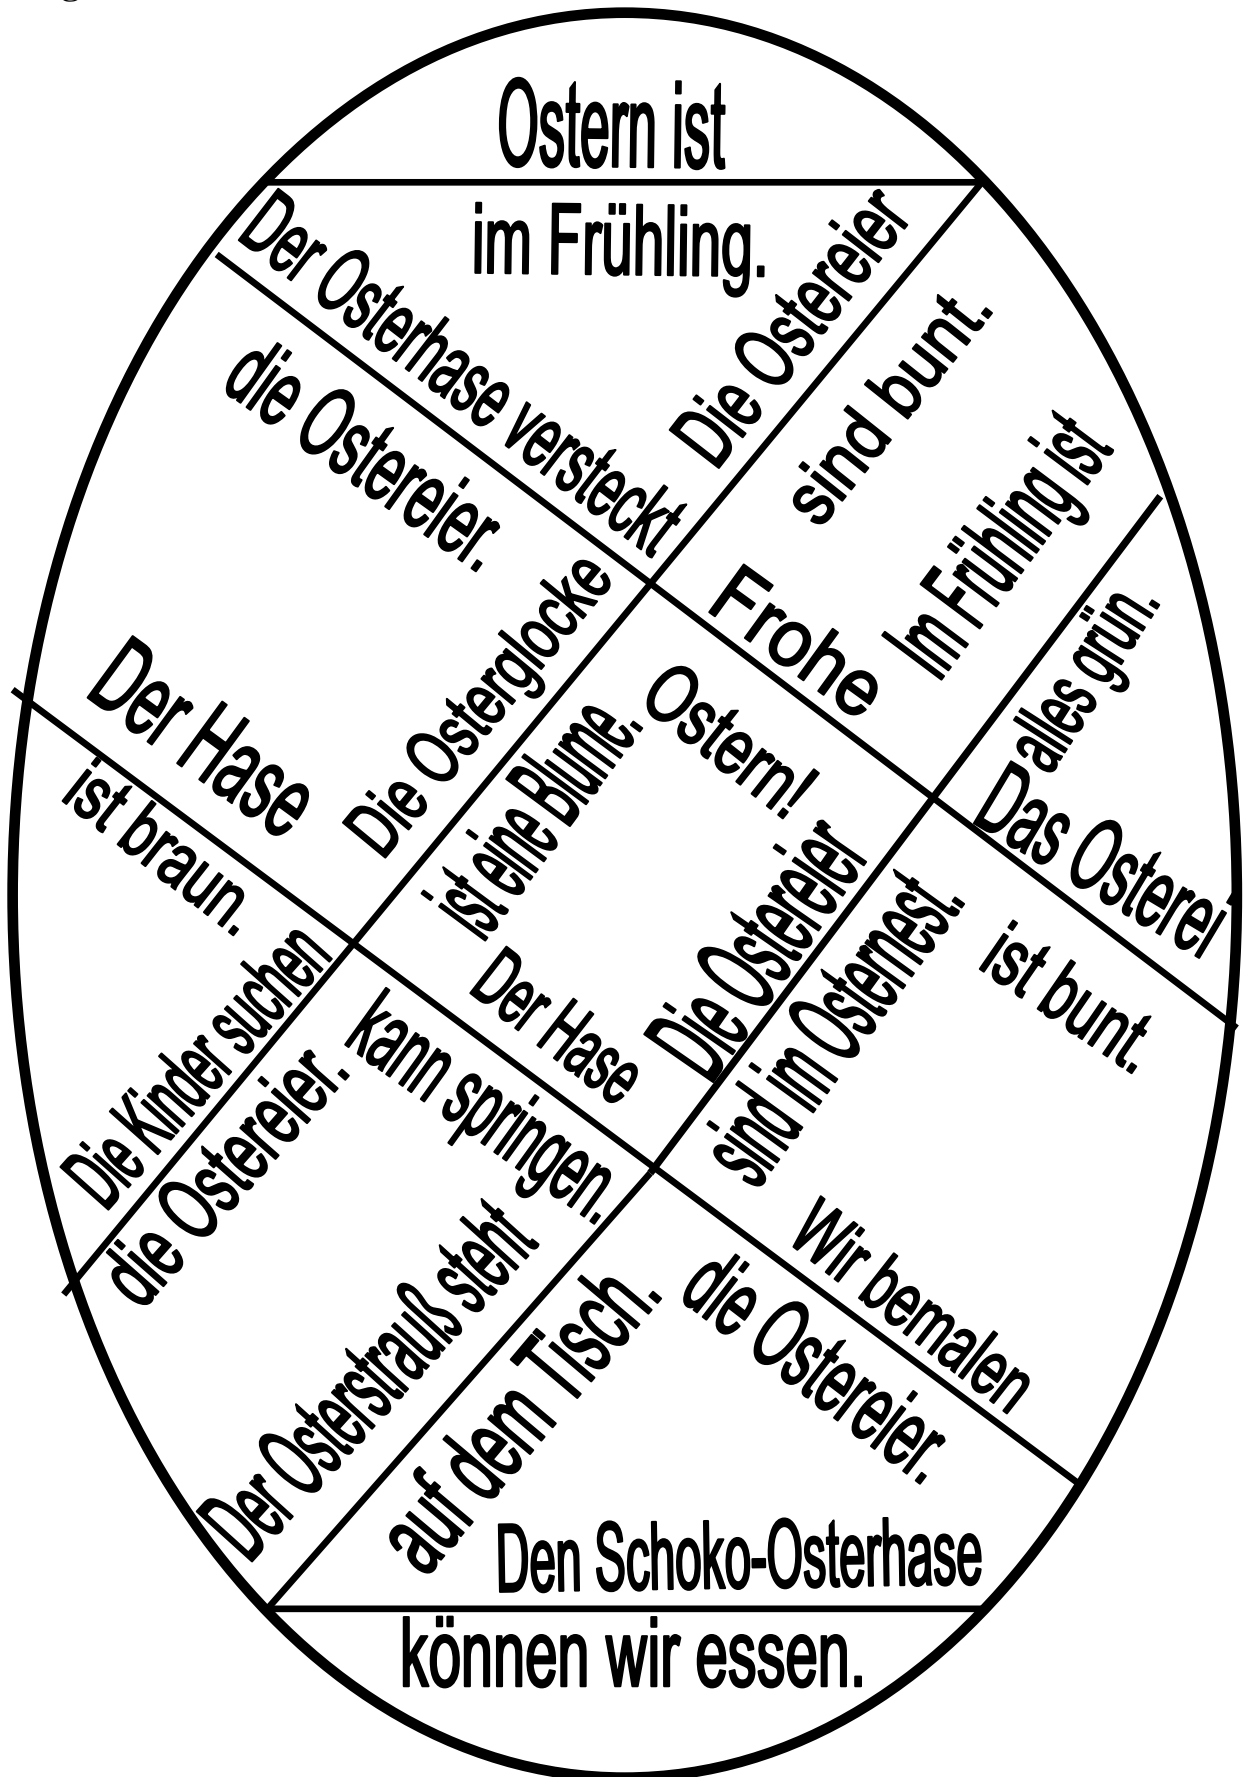 Ostern ist
im Frühling.
Der Osterhase versteckt
die Ostereier.
Die Ostereier
sind bunt.
Im Frühling ist
alles grün.
Frohe
Ostern!
Die Osterglocke
ist eine Blume.
Der Hase
ist braun.
Das Osterei
ist bunt.
Die Ostereier
sind im Osternest.
Der Hase
kann springen.
Die Kinder suchen
die Ostereier.
Wir bemalen
die Ostereier.
Der Osterstrauß steht
auf dem Tisch.
Den Schoko-Osterhase
können wir essen.